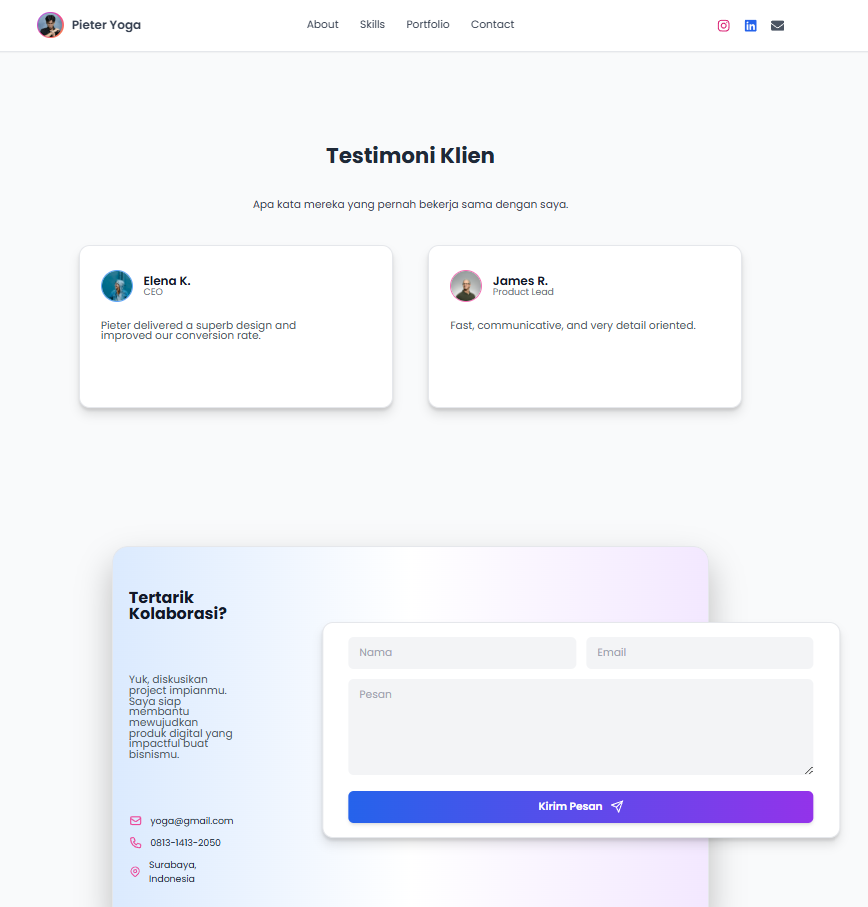 Pieter Yoga
About
Skills
Portfolio
Contact
Testimoni Klien
Apa kata mereka yang pernah bekerja sama dengan saya.
Elena K.
CEO
Pieter delivered a superb design and
improved our conversion rate.
James R.
Product Lead
Fast, communicative, and very detail oriented.
Tertarik
Kolaborasi?
Yuk, diskusikan
project impianmu.
Saya siap
membantu
mewujudkan
produk digital yang
impactful buat
bisnismu.
yoga@gmail.com
0813-1413-2050
Surabaya,
Indonesia
Nama
Email
Pesan
Kirim Pesan